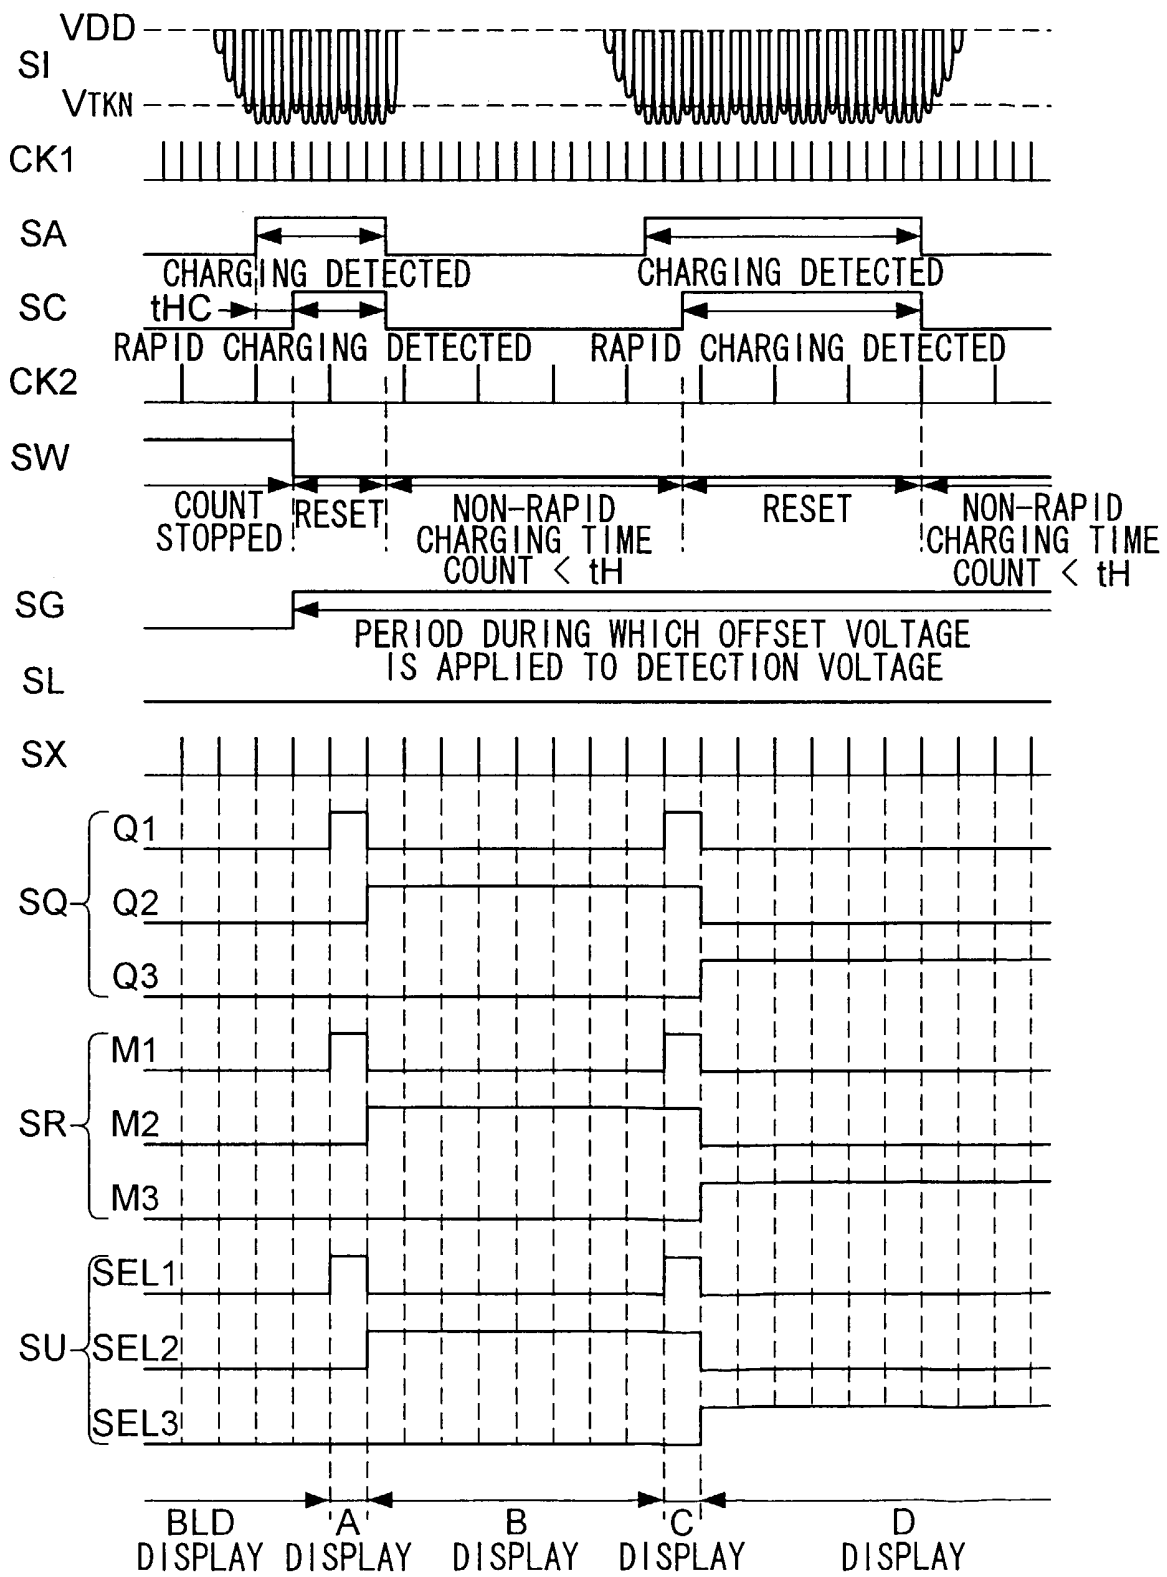 VDD
SI
VTKN
CK1
SA
CHARGING DETECTED
CHARGING DETECTED
tHC
SC
RAPID CHARGING DETECTED
RAPID CHARGING DETECTED
CK2
SW
COUNT
STOPPED
RESET
NON-RAPID
CHARGING TIME
COUNT < tH
RESET
NON-RAPID
CHARGING TIME
COUNT < tH
SG
PERIOD DURING WHICH OFFSET VOLTAGE
IS APPLIED TO DETECTION VOLTAGE
SL
SX
SQ
Q1
Q2
Q3
SR
M1
M2
M3
SU
SEL1
SEL2
SEL3
BLD
DISPLAY
A
DISPLAY
B
DISPLAY
C
DISPLAY
D
DISPLAY